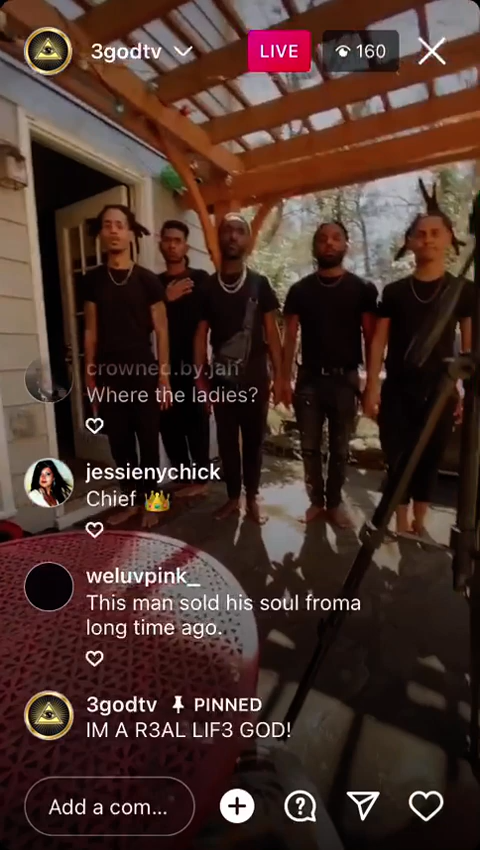 3godtv
LIVE
160
crowned.by.jah
Where the ladies?
jessienychick
Chief 👑
weluvpink_
This man sold his soul froma
long time ago.
3godtv PINNED
IM A R3AL LIF3 GOD!
Add a com...